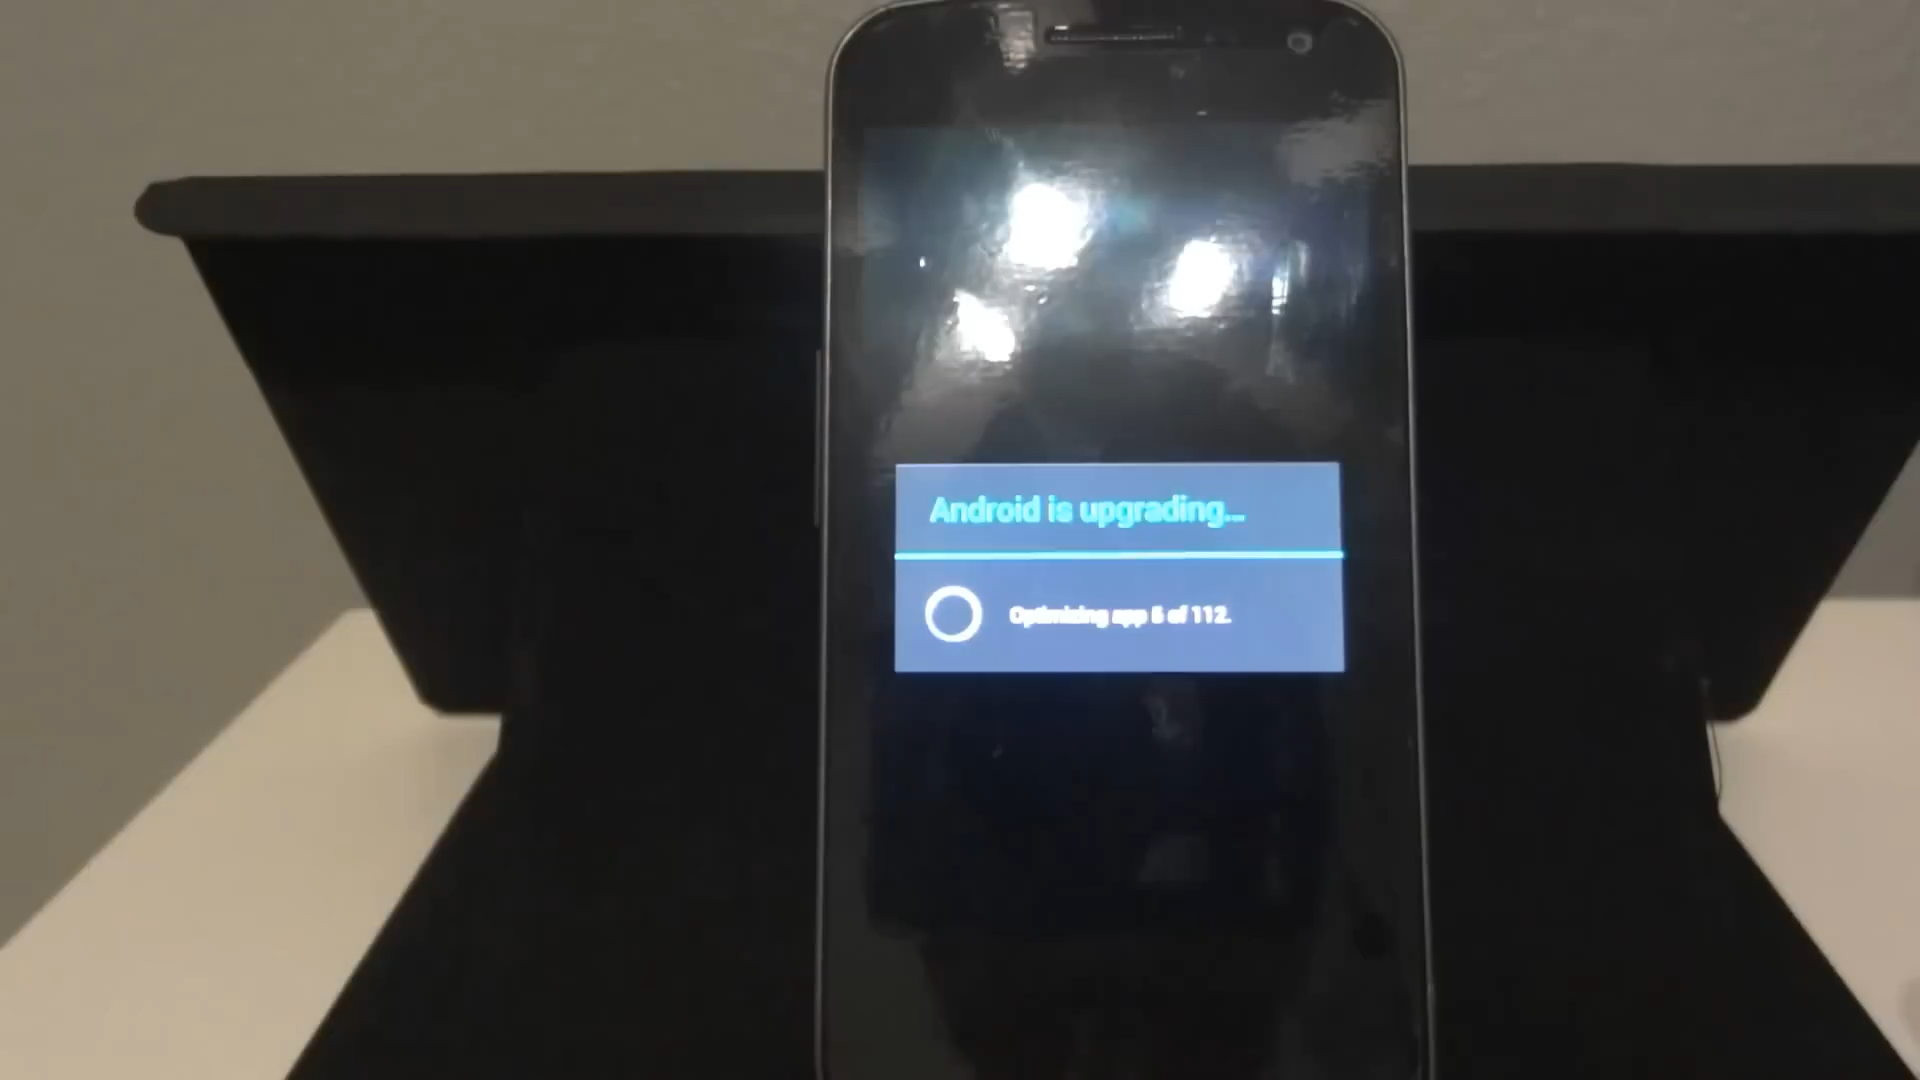 Android is upgrading...
Optimizing app 5 of 112.